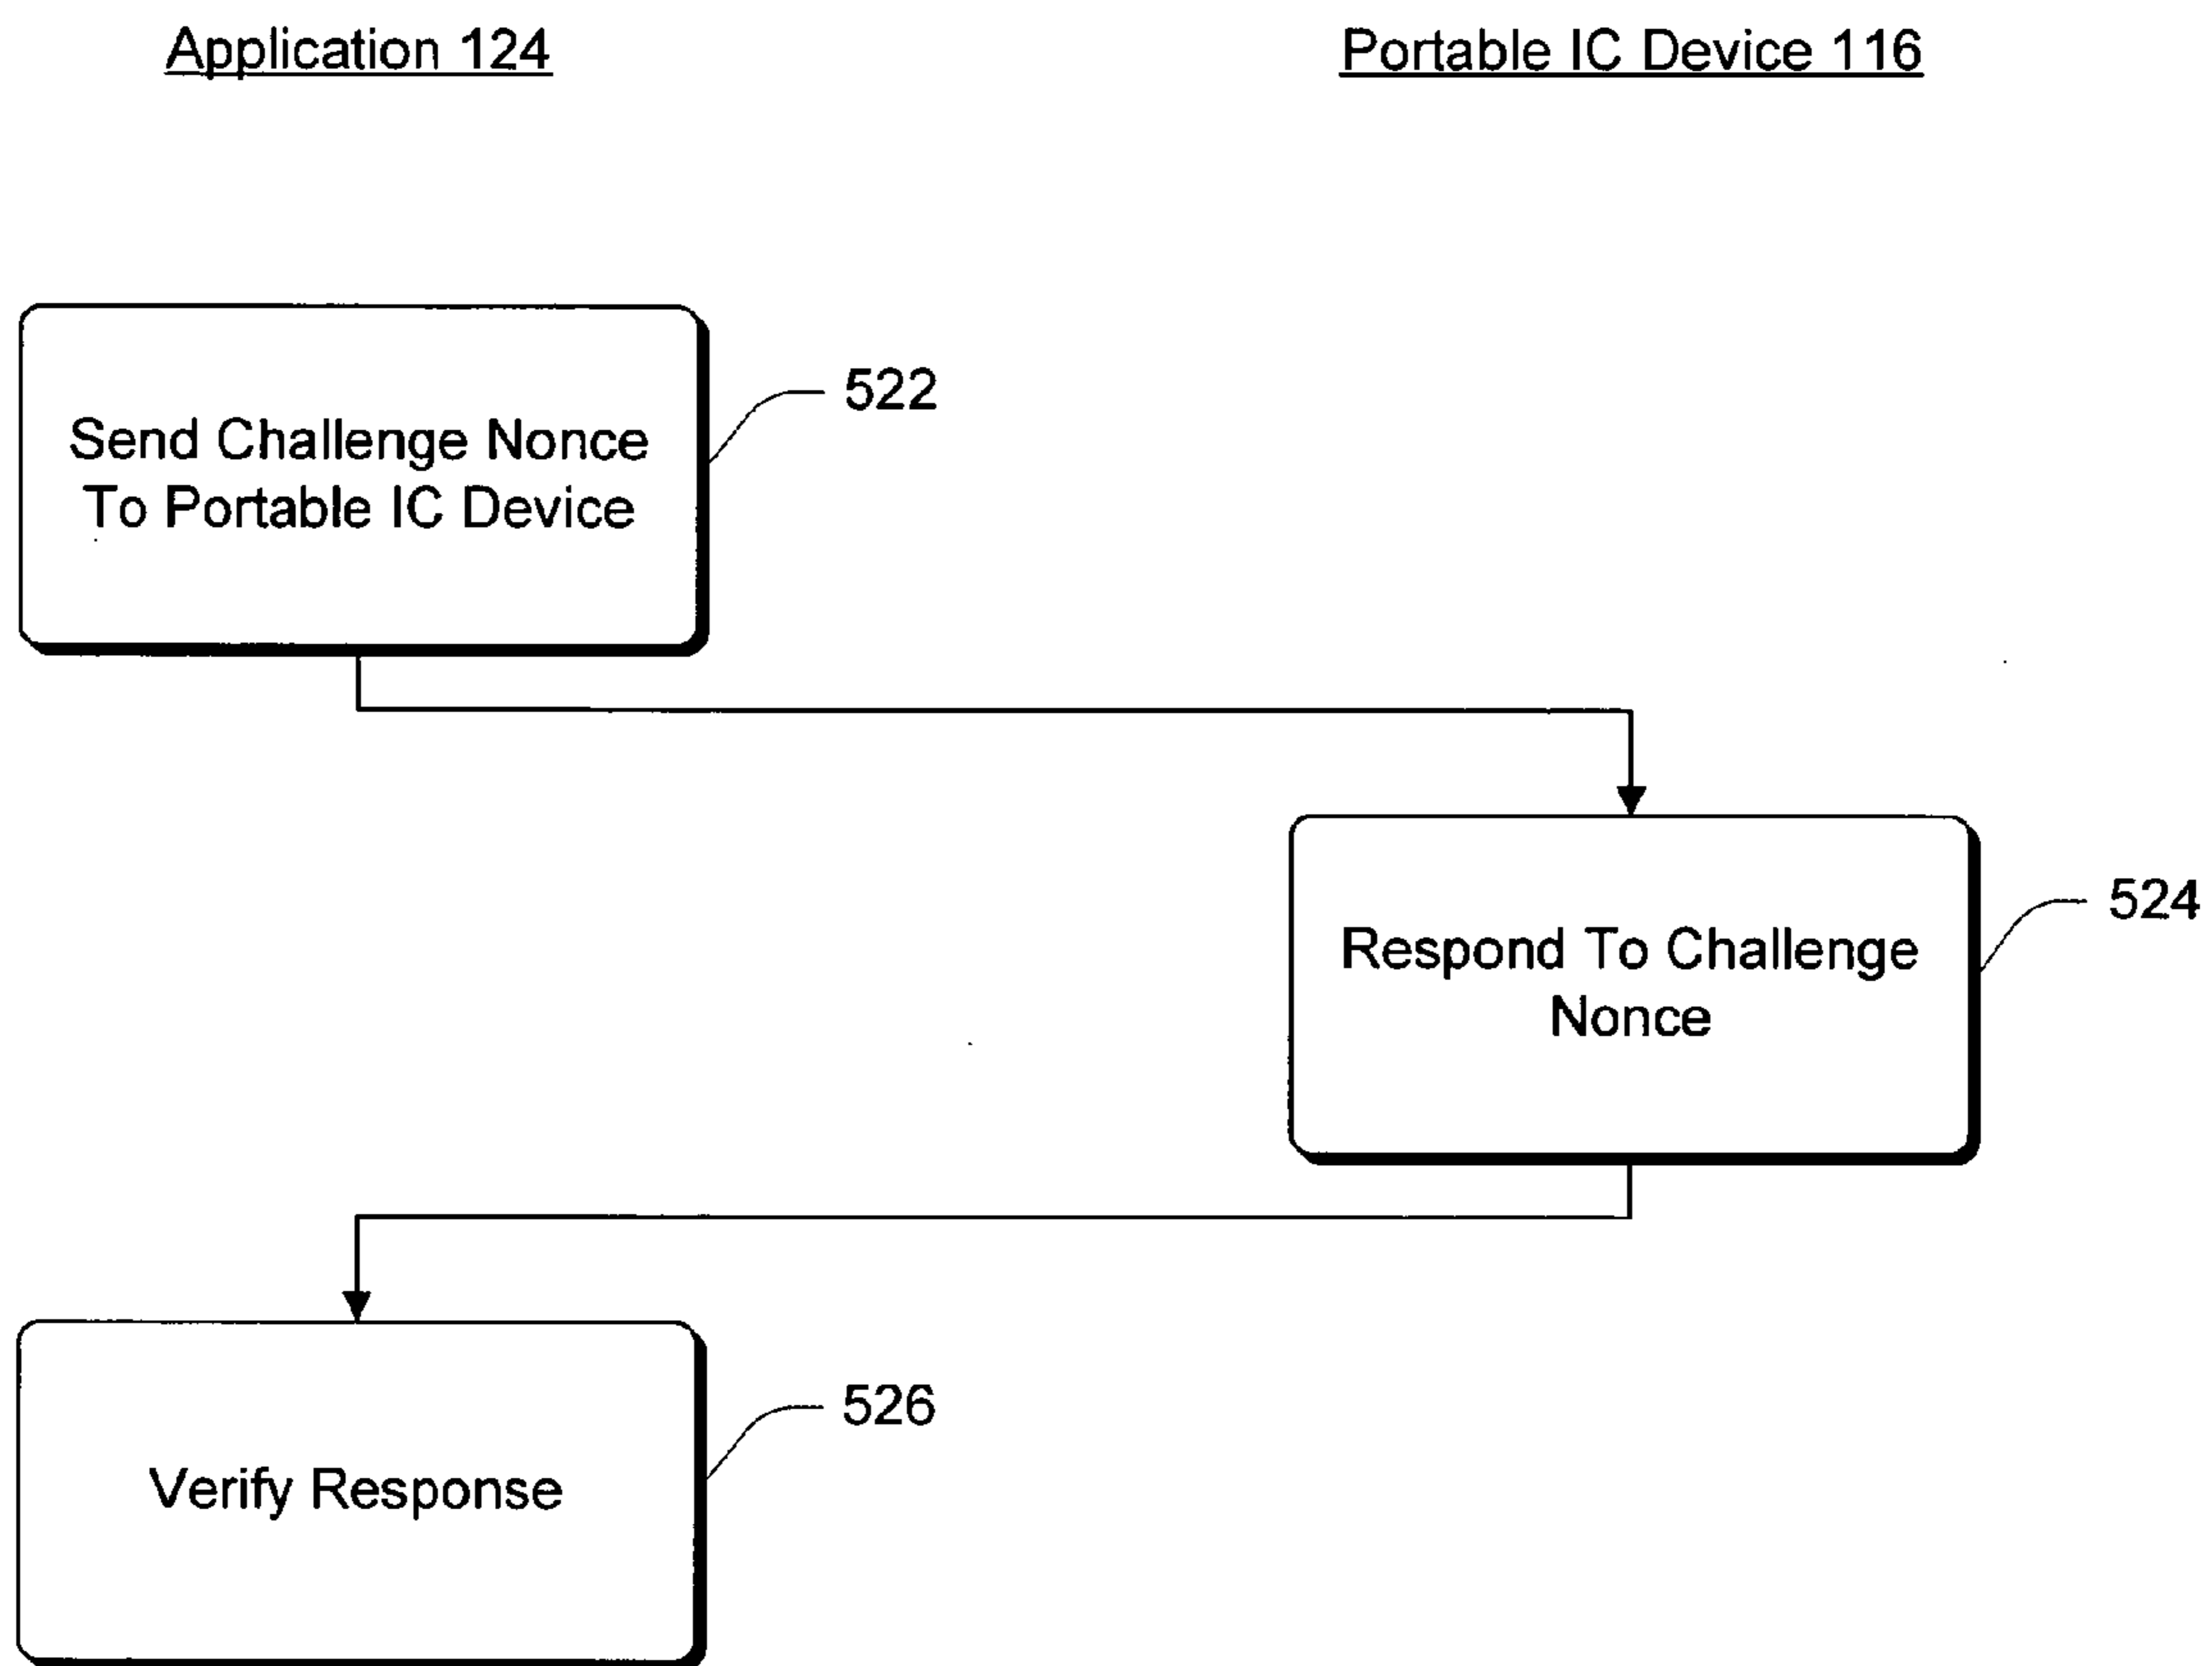 Application 124
Portable IC Device 116
Send Challenge Nonce
To Portable IC Device
522
Respond To Challenge
Nonce
524
Verify Response
526